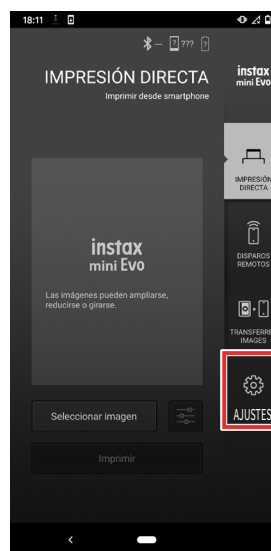 18:11
– ? ??? ?
IMPRESIÓN DIRECTA
Imprimir desde smartphone
instax
mini Evo
Las imágenes pueden ampliarse,
reducirse o girarse.
Seleccionar imagen
Imprimir
instax
mini Evo
IMPRESIÓN
DIRECTA
DISPAROS
REMOTOS
TRANSFERRE
IMAGES
AJUSTES